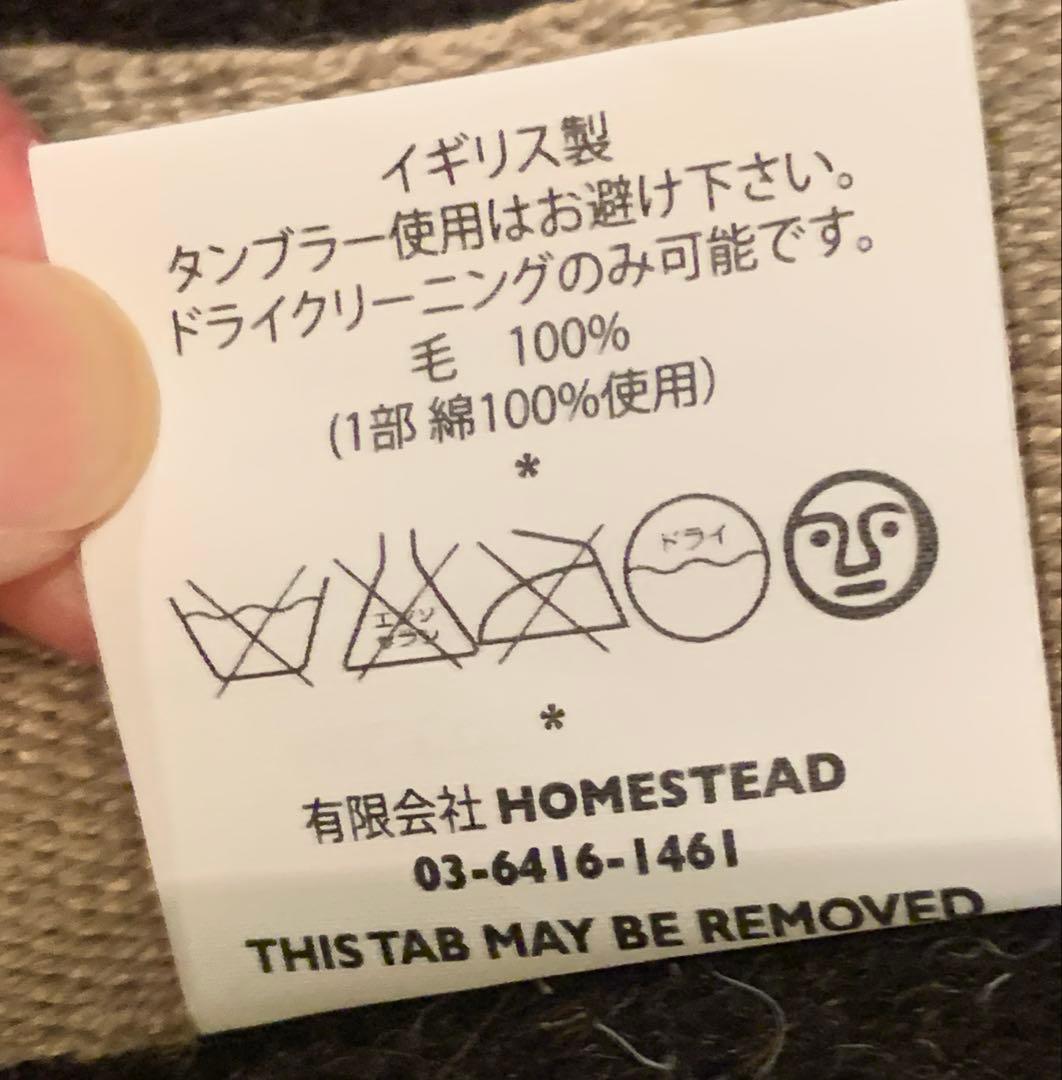 イギリス製
タンブラー使用はお避け下さい。
ドライクリーニングのみ可能です。
毛　100%
(1部 綿100%使用)
*
エンソ
サラシ
ドライ
*
有限会社 HOMESTEAD
03-6416-1461
THIS TAB MAY BE REMOVED